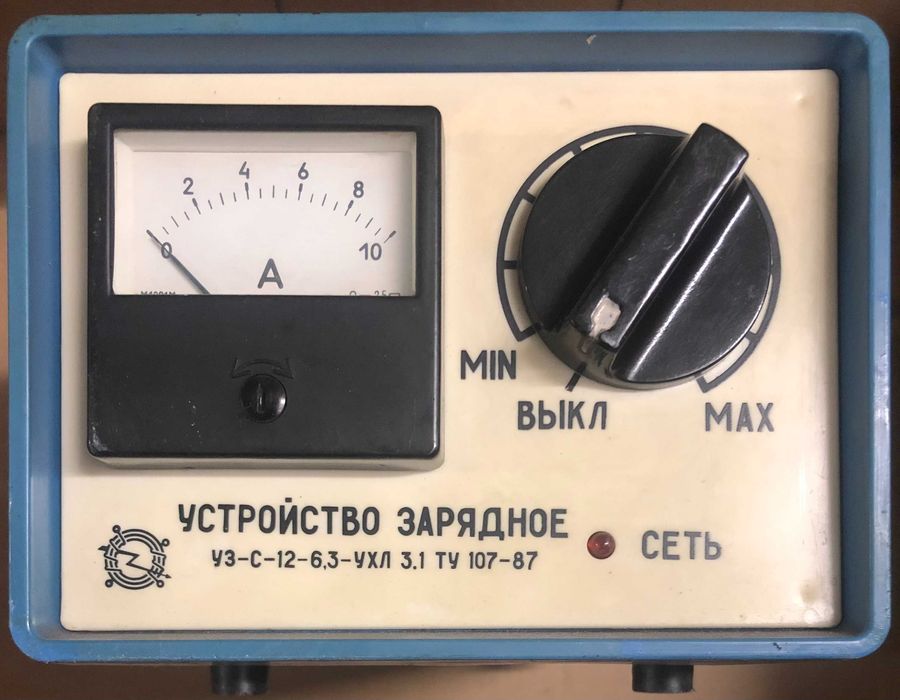 2 4 6 8
0 10
A
MIN
ВЫКЛ
MAX
УСТРОЙСТВО ЗАРЯДНОЕ
УЗ-С-12-6,3-УХЛ 3.1 ТУ 107-87
СЕТЬ